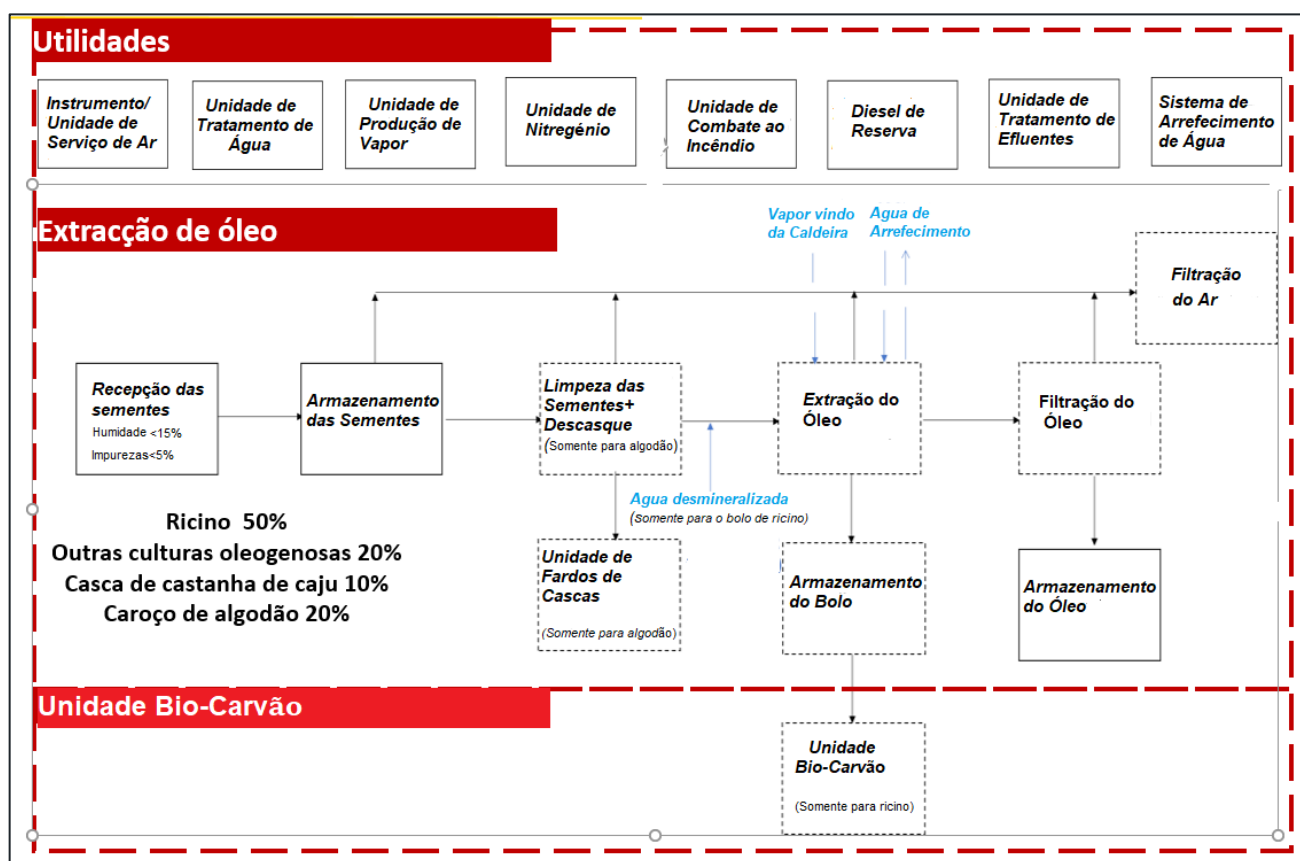 Utilidades
Instrumento/
Unidade de
Serviço de Ar
Unidade de
Tratamento de
Água
Unidade de
Produção de
Vapor
Unidade de
Nitregénio
Unidade de
Combate ao
Incêndio
Diesel de
Reserva
Unidade de
Tratamento de
Efluentes
Sistema de
Arrefecimento
de Água
Extracção de óleo
Vapor vindo
da Caldeira
Agua de
Arrefecimento
Filtração
do Ar
Recepção das
sementes
Humidade <15%
Impurezas<5%
Armazenamento
das Sementes
Limpeza das
Sementes+
Descasque
(Somente para algodão)
Extração do
Óleo
Filtração do
Óleo
Agua desmineralizada
(Somente para o bolo de ricino)
Ricino 50%
Outras culturas oleogenosas 20%
Casca de castanha de caju 10%
Caroço de algodão 20%
Unidade de
Fardos de
Cascas
(Somente para algodão)
Armazenamento
do Bolo
Armazenamento
do Óleo
Unidade Bio-Carvão
Unidade
Bio-Carvão
(Somente para ricino)